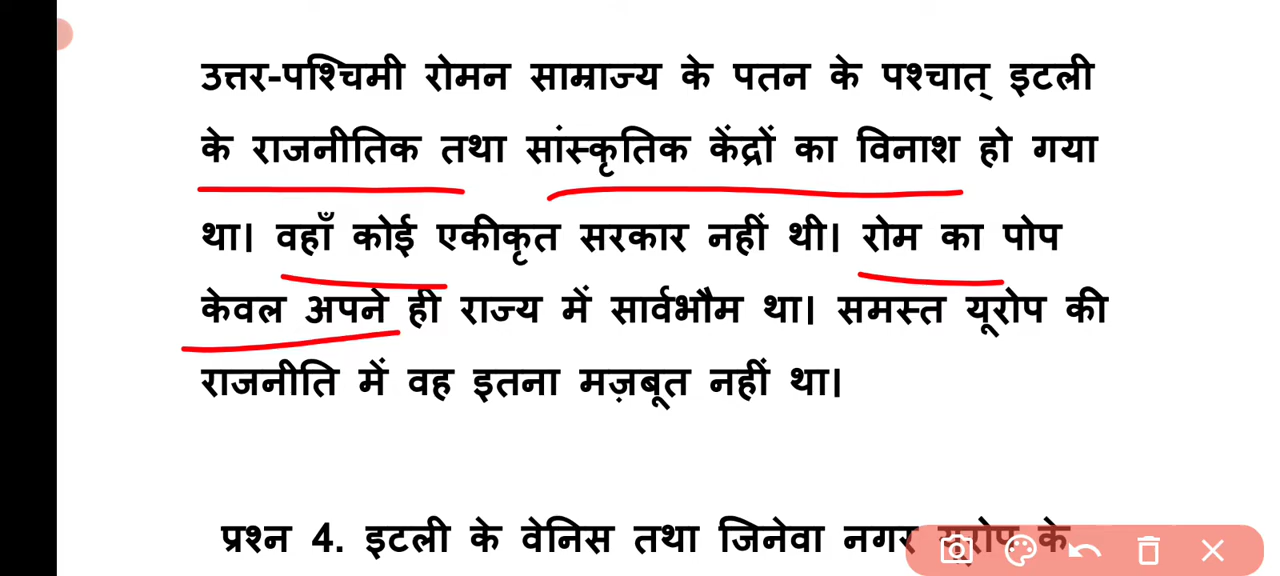 उत्तर-पश्चिमी रोमन साम्राज्य के पतन के पश्चात् इटली
के राजनीतिक तथा सांस्कृतिक केंद्रों का विनाश हो गया
था। वहाँ कोई एकीकृत सरकार नहीं थी। रोम का पोप
केवल अपने ही राज्य में सार्वभौम था। समस्त यूरोप की
राजनीति में वह इतना मज़बूत नहीं था।
प्रश्न 4. इटली के वेनिस तथा जिनेवा नगर यूरोप के